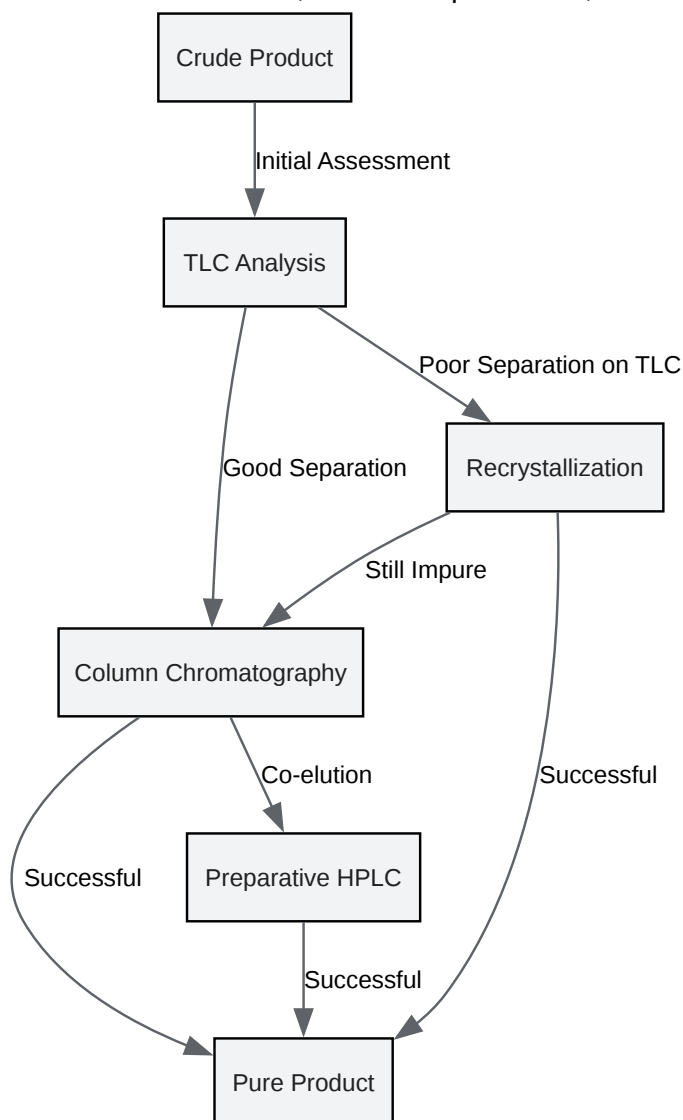 Crude Product
Initial Assessment
TLC Analysis
Poor Separation on TLC
Good Separation
Recrystallization
Still Impure
Column Chromatography
Co-elution
Successful
Successful
Preparative HPLC
Successful
Pure Product